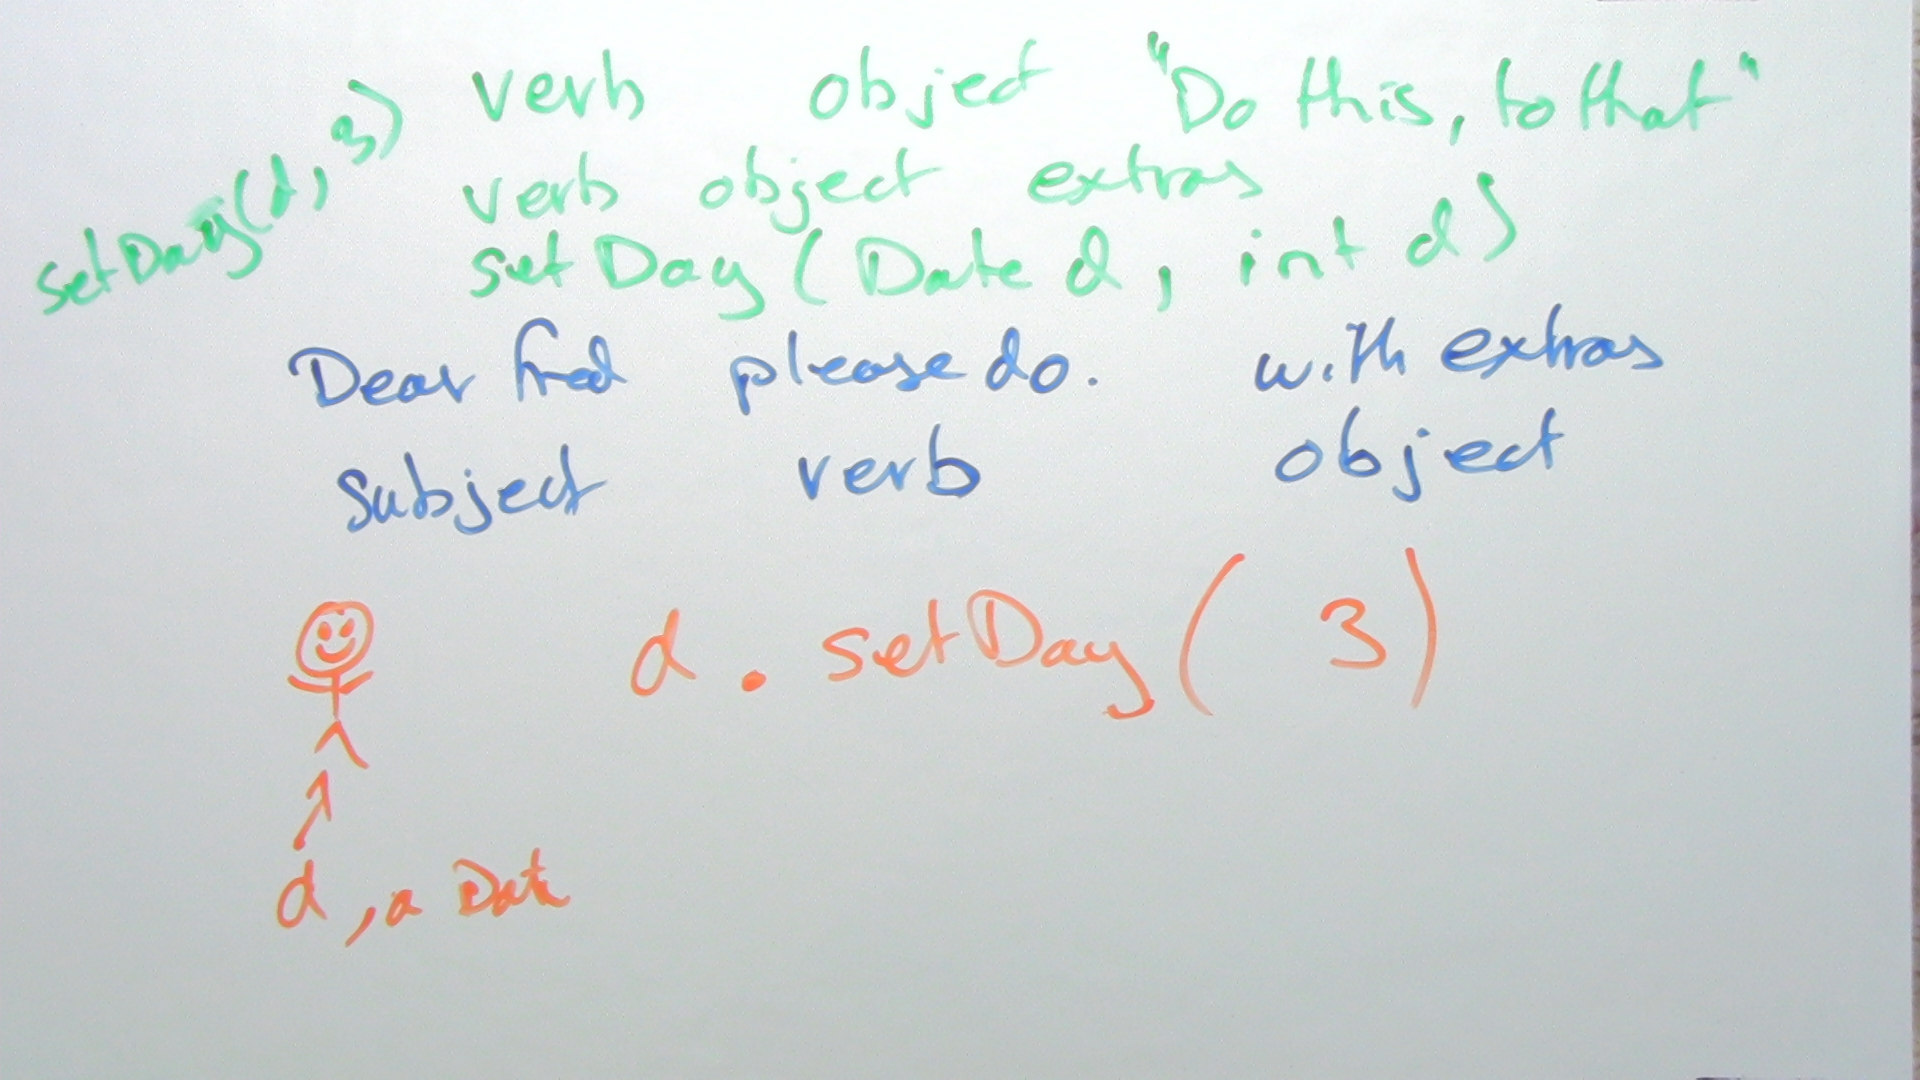 verb object "Do this, to that"
setDay(d, 3)
verb object extras
setDay (Date d, int d)
Dear fred please do. with extras
subject verb object
d . setDay ( 3 )
d , a Date